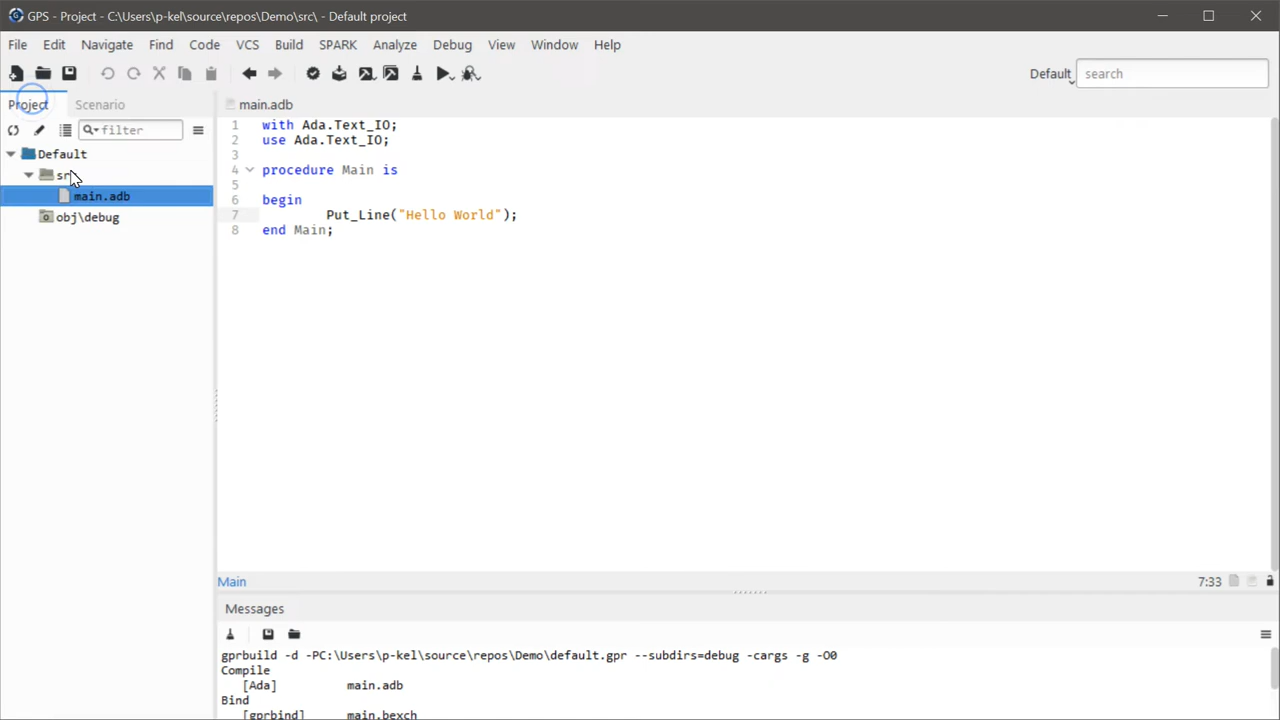 GPS - Project - C:\Users\p-kel\source\repos\Demo\src\ - Default project
File Edit Navigate Find Code VCS Build SPARK Analyze Debug View Window Help
Default search
Project Scenario
filter
Default
main.adb
obj\debug
main.adb
1 with Ada.Text_IO;
2 use Ada.Text_IO;
3
4 procedure Main is
5
6 begin
7 Put_Line("Hello World");
8 end Main;
Main 7:33
Messages
gprbuild -d -PC:\Users\p-kel\source\repos\Demo\default.gpr --subdirs=debug -cargs -g -O0
Compile
[Ada] main.adb
Bind
[gprbind] main.bexch